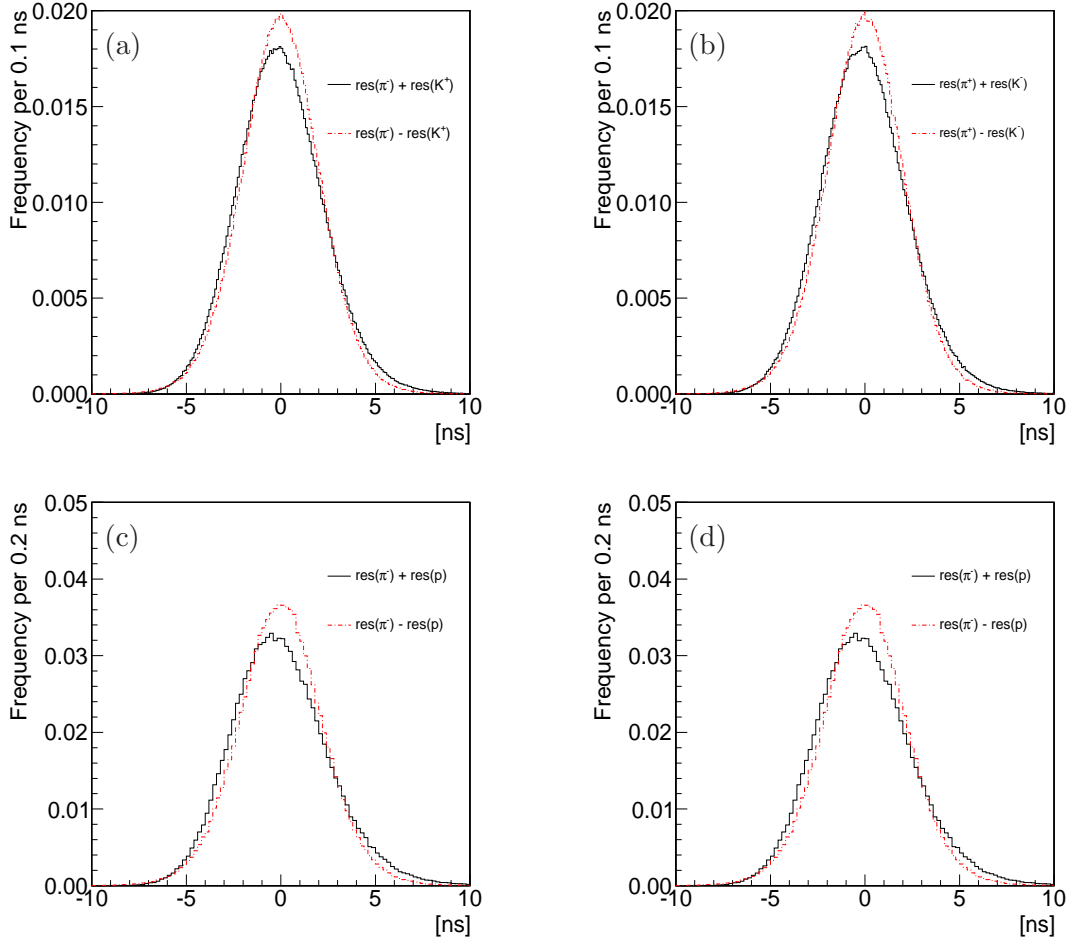 (a)
Frequency per 0.1 ns
0.020
0.015
0.010
0.005
0.000
res(π⁻) + res(K⁺)
res(π⁻) - res(K⁺)
-10 -5 0 5 10
[ns]
(b)
Frequency per 0.1 ns
0.020
0.015
0.010
0.005
0.000
res(π⁺) + res(K⁻)
res(π⁺) - res(K⁻)
-10 -5 0 5 10
[ns]
(c)
Frequency per 0.2 ns
0.05
0.04
0.03
0.02
0.01
0.00
res(π⁻) + res(p)
res(π⁻) - res(p)
-10 -5 0 5 10
[ns]
(d)
Frequency per 0.2 ns
0.05
0.04
0.03
0.02
0.01
0.00
res(π⁻) + res(p)
res(π⁻) - res(p)
-10 -5 0 5 10
[ns]